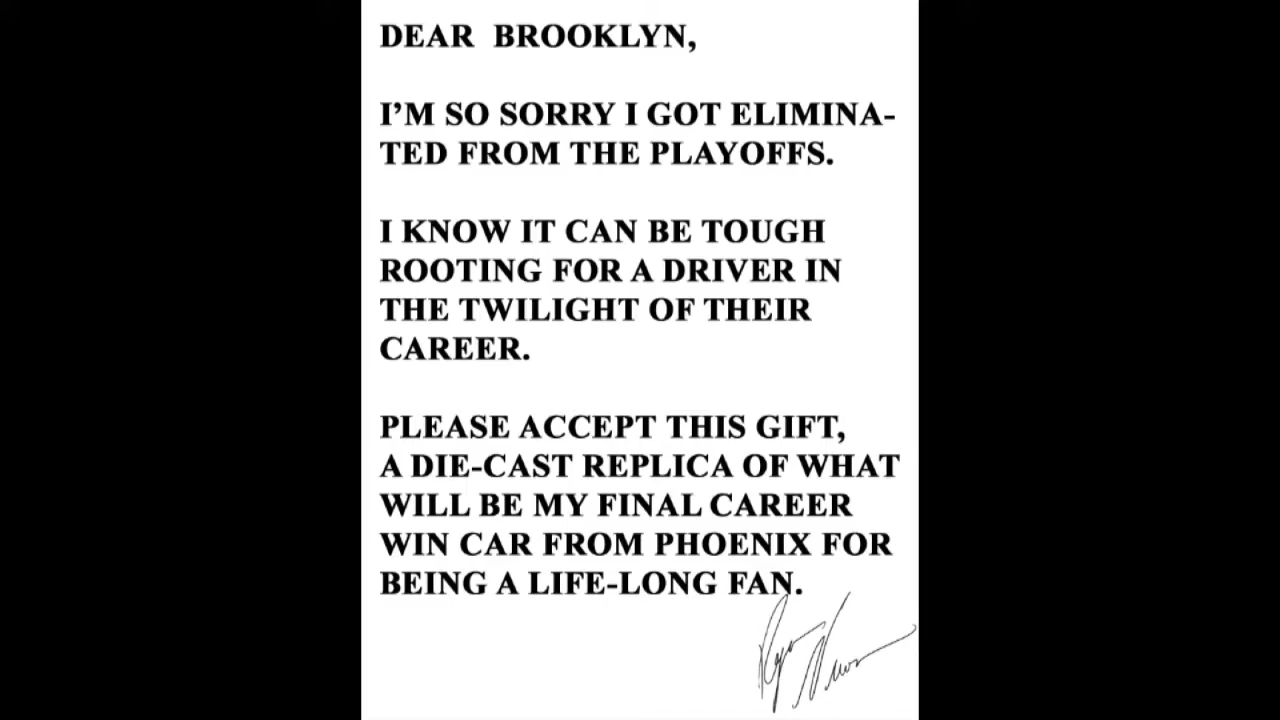 DEAR BROOKLYN,
I'M SO SORRY I GOT ELIMINA-
TED FROM THE PLAYOFFS.
I KNOW IT CAN BE TOUGH
ROOTING FOR A DRIVER IN
THE TWILIGHT OF THEIR
CAREER.
PLEASE ACCEPT THIS GIFT,
A DIE-CAST REPLICA OF WHAT
WILL BE MY FINAL CAREER
WIN CAR FROM PHOENIX FOR
BEING A LIFE-LONG FAN.